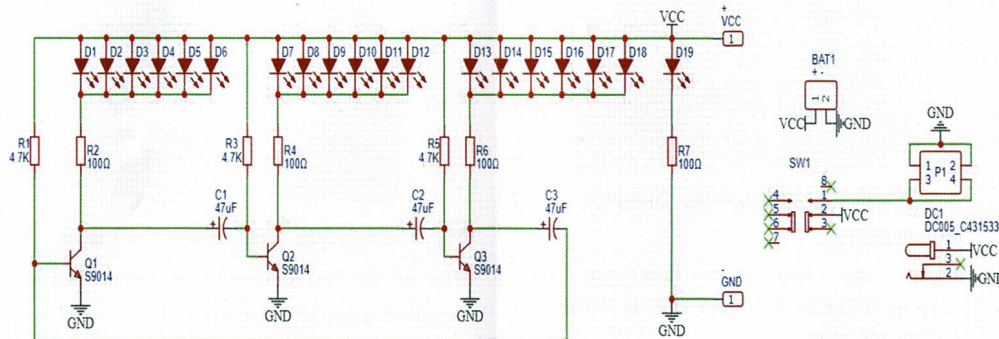 +
VCC
VCC
1
D1 D2 D3 D4 D5 D6
D7 D8 D9 D10 D11 D12
D13 D14 D15 D16 D17 D18
D19
R1
4.7K
R2
100Ω
R3
4.7K
R4
100Ω
R5
4.7K
R6
100Ω
R7
100Ω
C1
47uF
+
C2
47uF
+
C3
47uF
+
Q1
S9014
GND
Q2
S9014
GND
Q3
S9014
GND
-
GND
1
GND
BAT1
+ -
1 2
VCC
GND
SW1
8
4 1
5 2
VCC
6 3
7
GND
1 2
P1
3 4
DC1
DC005_C431533
1
VCC
3
2
GND